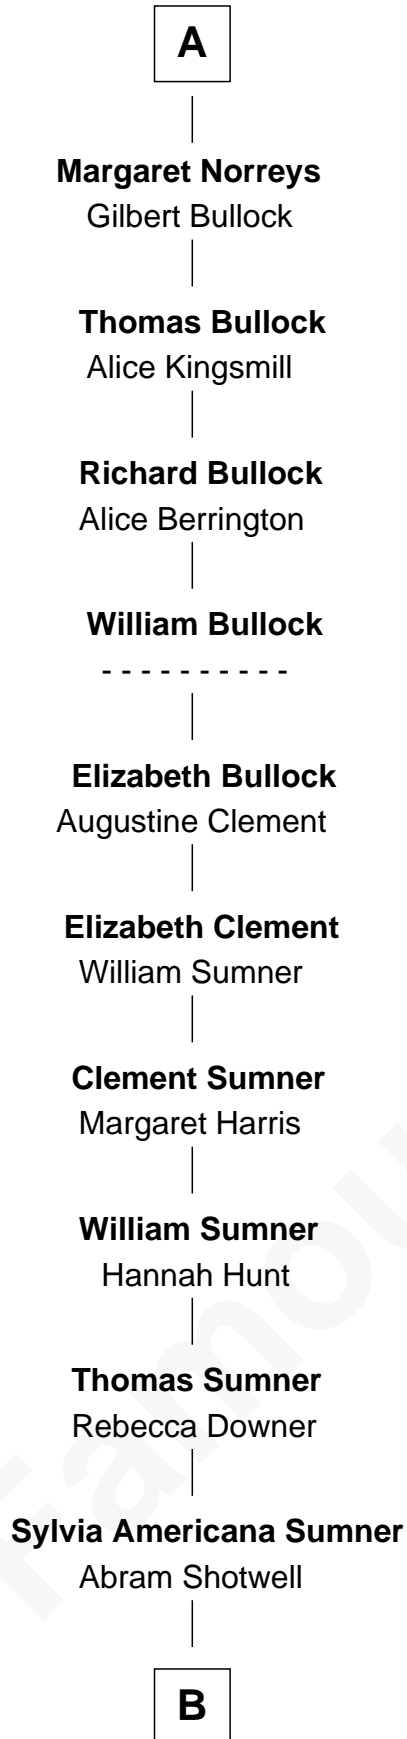 A
Margaret Norreys
Gilbert Bullock
Thomas Bullock
Alice Kingsmill
Richard Bullock
Alice Berrington
William Bullock
- - - - - - - - - -
Elizabeth Bullock
Augustine Clement
Elizabeth Clement
William Sumner
Clement Sumner
Margaret Harris
William Sumner
Hannah Hunt
Thomas Sumner
Rebecca Downer
Sylvia Americana Sumner
Abram Shotwell
B